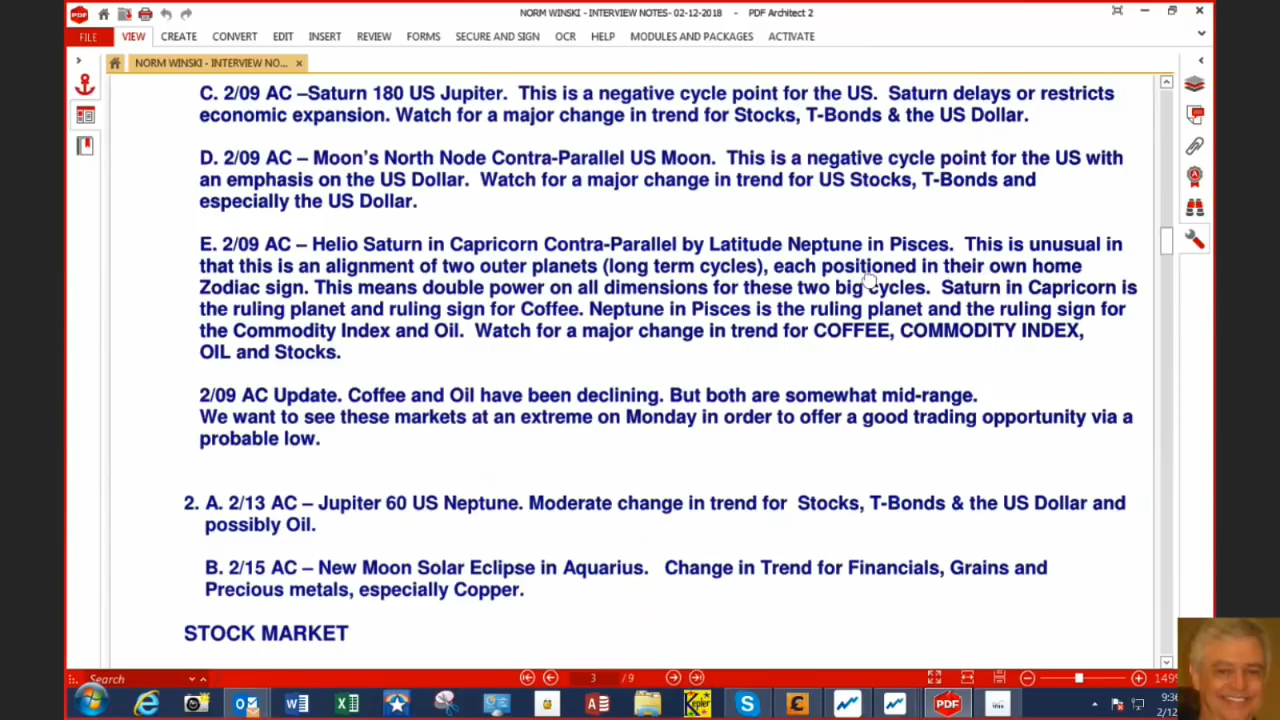 NORM WINSKI - INTERVIEW NOTES- 02-12-2018 - PDF Architect 2
FILE VIEW CREATE CONVERT EDIT INSERT REVIEW FORMS SECURE AND SIGN OCR HELP MODULES AND PACKAGES ACTIVATE
NORM WINSKI - INTERVIEW NO...
C. 2/09 AC –Saturn 180 US Jupiter. This is a negative cycle point for the US. Saturn delays or restricts
economic expansion. Watch for a major change in trend for Stocks, T-Bonds & the US Dollar.
D. 2/09 AC – Moon's North Node Contra-Parallel US Moon. This is a negative cycle point for the US with
an emphasis on the US Dollar. Watch for a major change in trend for US Stocks, T-Bonds and
especially the US Dollar.
E. 2/09 AC – Helio Saturn in Capricorn Contra-Parallel by Latitude Neptune in Pisces. This is unusual in
that this is an alignment of two outer planets (long term cycles), each positioned in their own home
Zodiac sign. This means double power on all dimensions for these two big cycles. Saturn in Capricorn is
the ruling planet and ruling sign for Coffee. Neptune in Pisces is the ruling planet and the ruling sign for
the Commodity Index and Oil. Watch for a major change in trend for COFFEE, COMMODITY INDEX,
OIL and Stocks.
2/09 AC Update. Coffee and Oil have been declining. But both are somewhat mid-range.
We want to see these markets at an extreme on Monday in order to offer a good trading opportunity via a
probable low.
2. A. 2/13 AC – Jupiter 60 US Neptune. Moderate change in trend for Stocks, T-Bonds & the US Dollar and
possibly Oil.
B. 2/15 AC – New Moon Solar Eclipse in Aquarius. Change in Trend for Financials, Grains and
Precious metals, especially Copper.
STOCK MARKET
Search 3 / 9 149
Kepler PDF 9:36
2/12